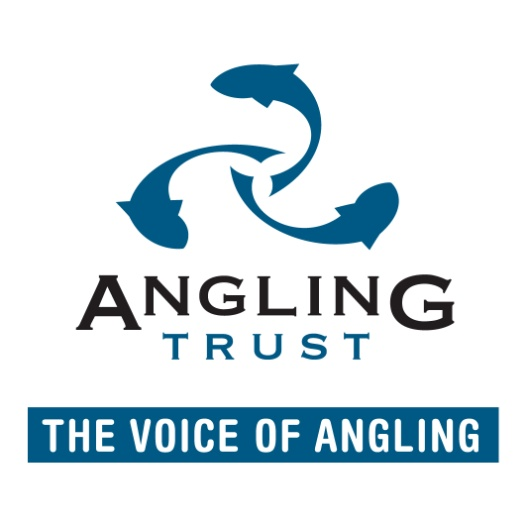 ANGLING
TRUST
THE VOICE OF ANGLING